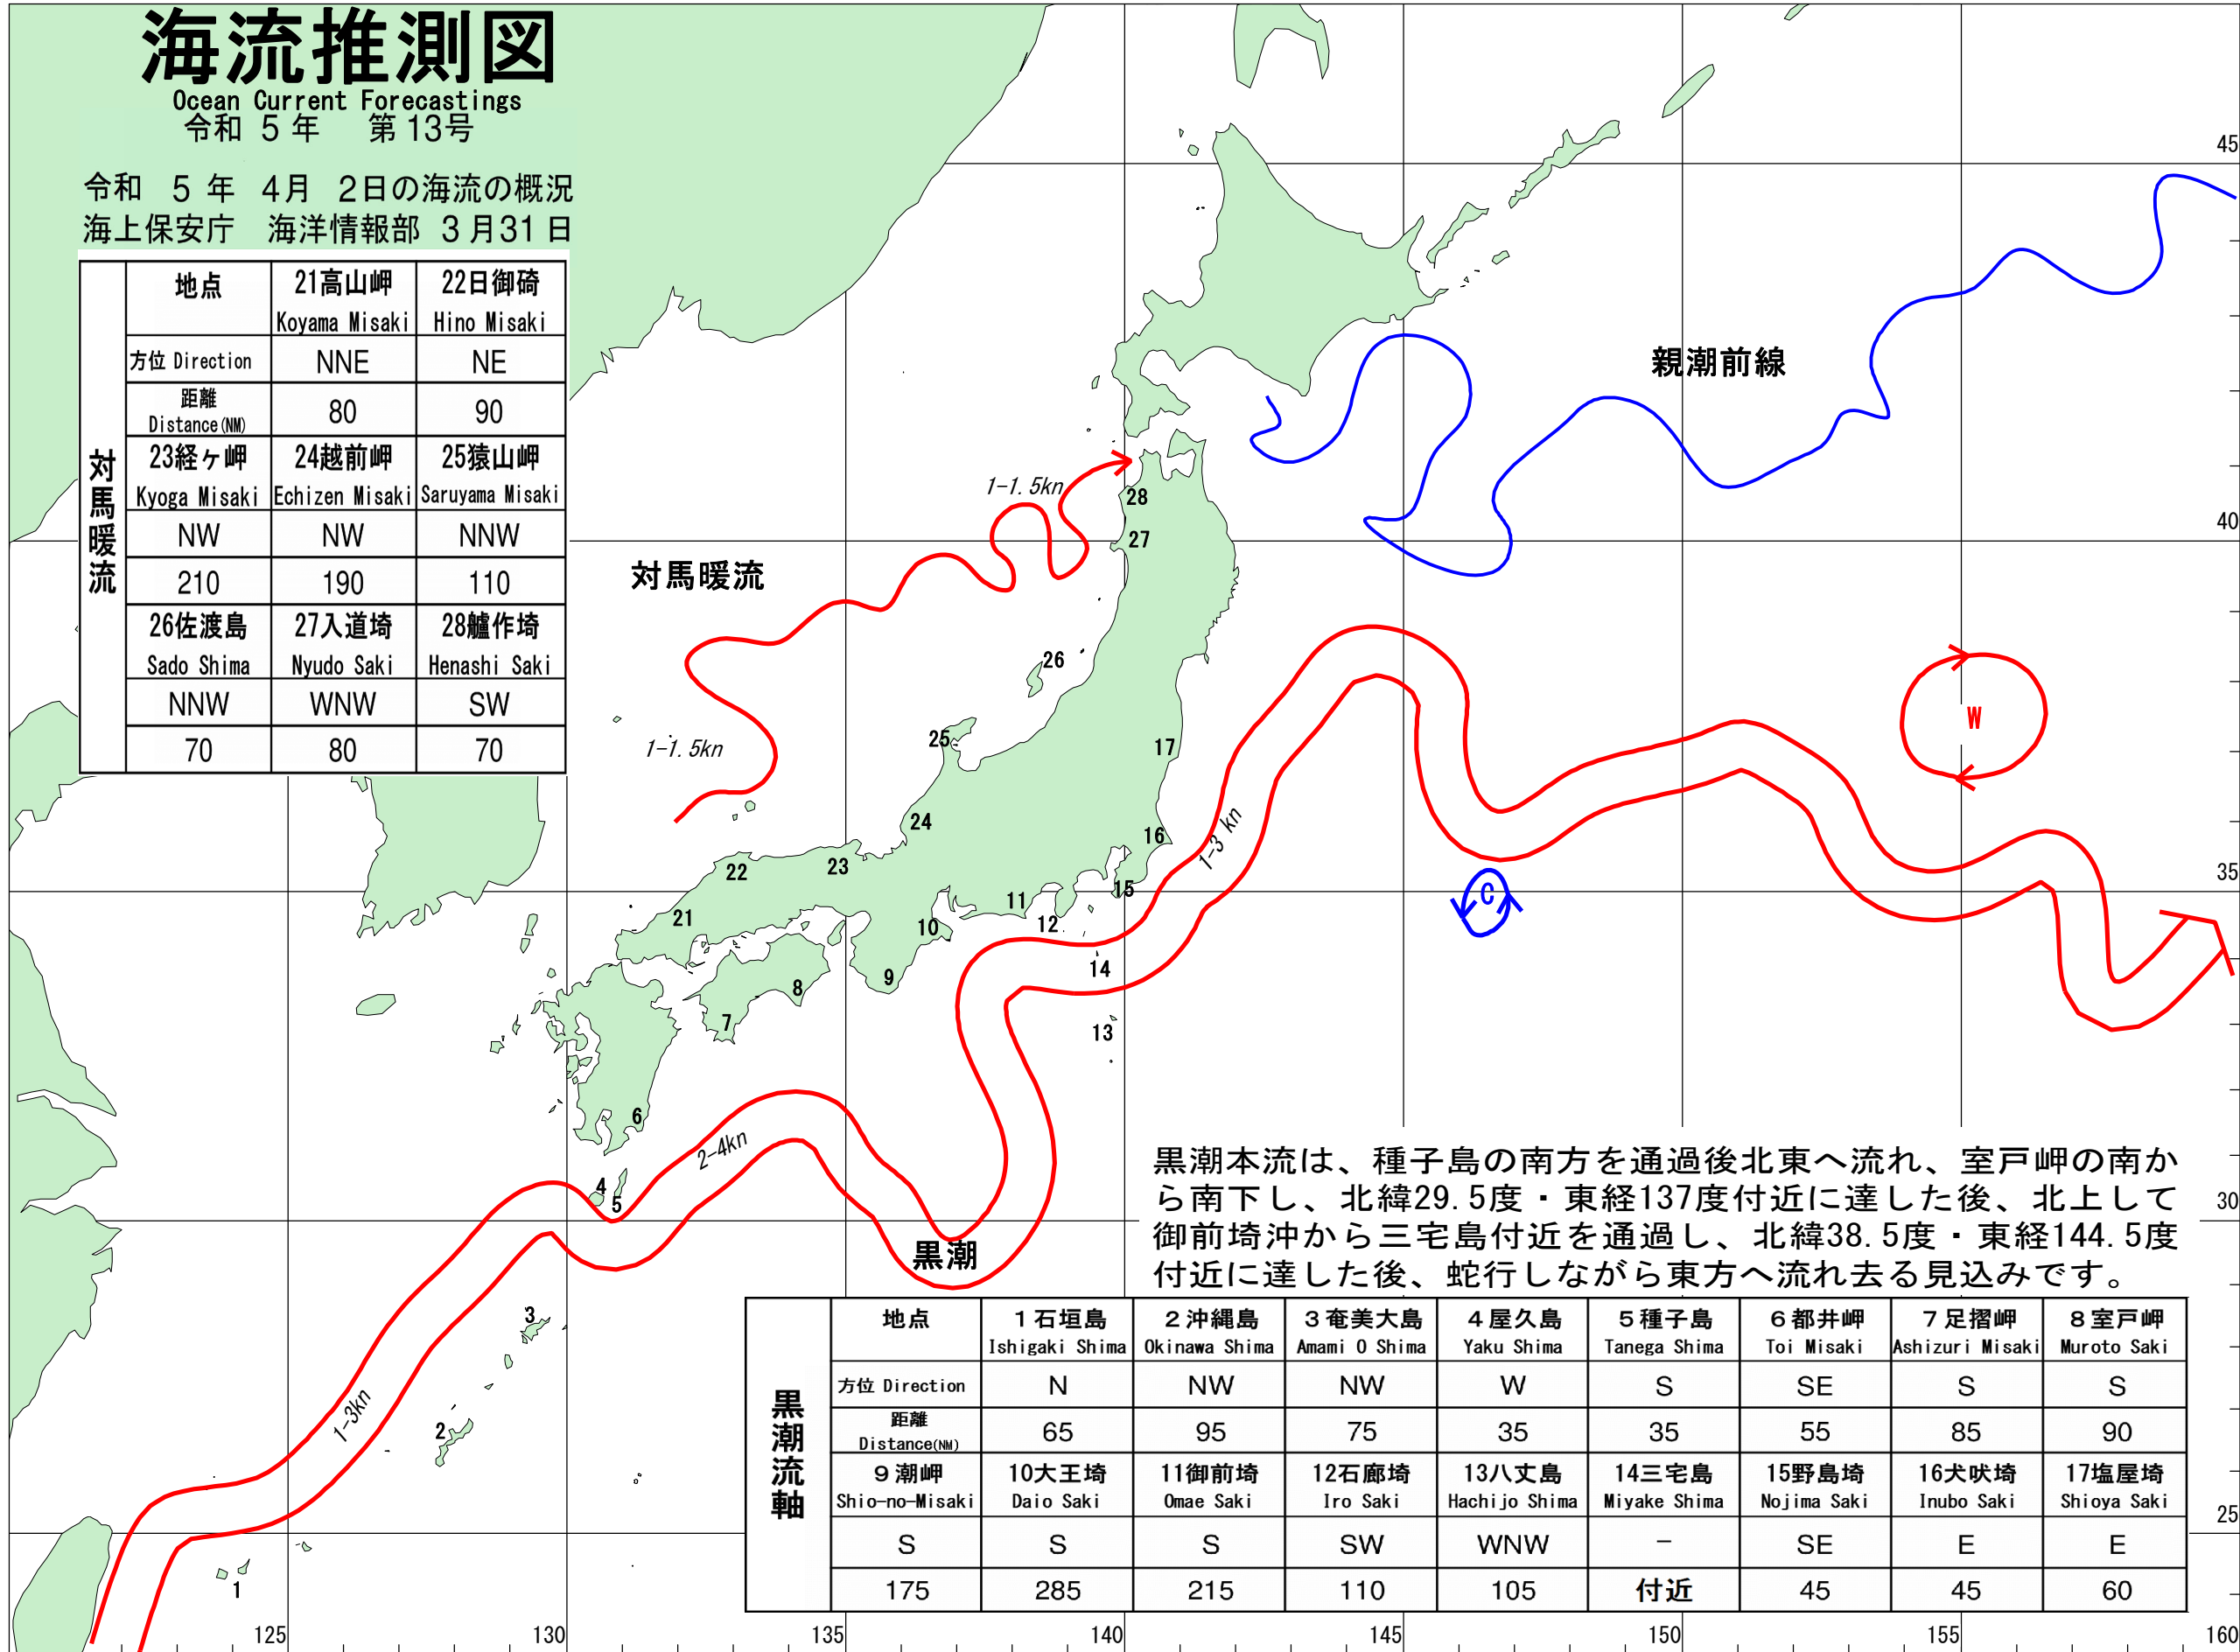 海流推測図
Ocean Current Forecastings
令和 5 年 第 13号
令和 5 年 4月 2日の海流の概況
海上保安庁 海洋情報部 3 月31 日
対馬暖流
地点 21高山岬 22日御碕
Koyama Misaki Hino Misaki
方位 Direction NNE NE
距離 Distance(NM) 80 90
23経ヶ岬 24越前岬 25猿山岬
Kyoga Misaki Echizen Misaki Saruyama Misaki
NW NW NNW
210 190 110
26佐渡島 27入道埼 28艫作埼
Sado Shima Nyudo Saki Henashi Saki
NNW WNW SW
70 80 70
45
親潮前線
1-1.5kn
28
40
27
対馬暖流
26
W
25
17
1-1.5kn
24
16
1-3 kn
22
23
35
C
15
11
21
12
10
14
9
8
7
13
6
2-4kn
4
5
30
黒潮
3
1-3kn
2
25
1
黒潮本流は、種子島の南方を通過後北東へ流れ、室戸岬の南か
ら南下し、北緯29.5度・東経137度付近に達した後、北上して
御前埼沖から三宅島付近を通過し、北緯38.5度・東経144.5度
付近に達した後、蛇行しながら東方へ流れ去る見込みです。
黒潮流軸
地点 1 石垣島 2 沖縄島 3 奄美大島 4 屋久島 5 種子島 6 都井岬 7 足摺岬 8 室戸岬
Ishigaki Shima Okinawa Shima Amami O Shima Yaku Shima Tanega Shima Toi Misaki Ashizuri Misaki Muroto Saki
方位 Direction N NW NW W S SE S S
距離 Distance(NM) 65 95 75 35 35 55 85 90
9 潮岬 10大王埼 11御前埼 12石廊埼 13八丈島 14三宅島 15野島埼 16犬吠埼 17塩屋埼
Shio-no-Misaki Daio Saki Omae Saki Iro Saki Hachijo Shima Miyake Shima Nojima Saki Inubo Saki Shioya Saki
S S S SW WNW － SE E E
175 285 215 110 105 付近 45 45 60
125 130 135 140 145 150 155 160